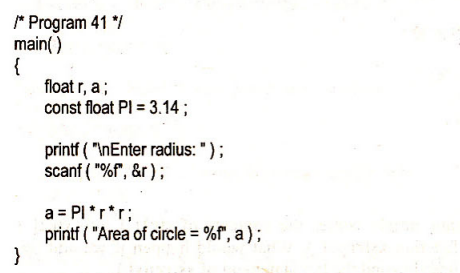 /* Program 41 */
main( )
{
float r, a ;
const float PI = 3.14 ;
printf ( "\nEnter radius: " ) ;
scanf ( "%f", &r ) ;
a = PI * r * r ;
printf ( "Area of circle = %f", a ) ;
}